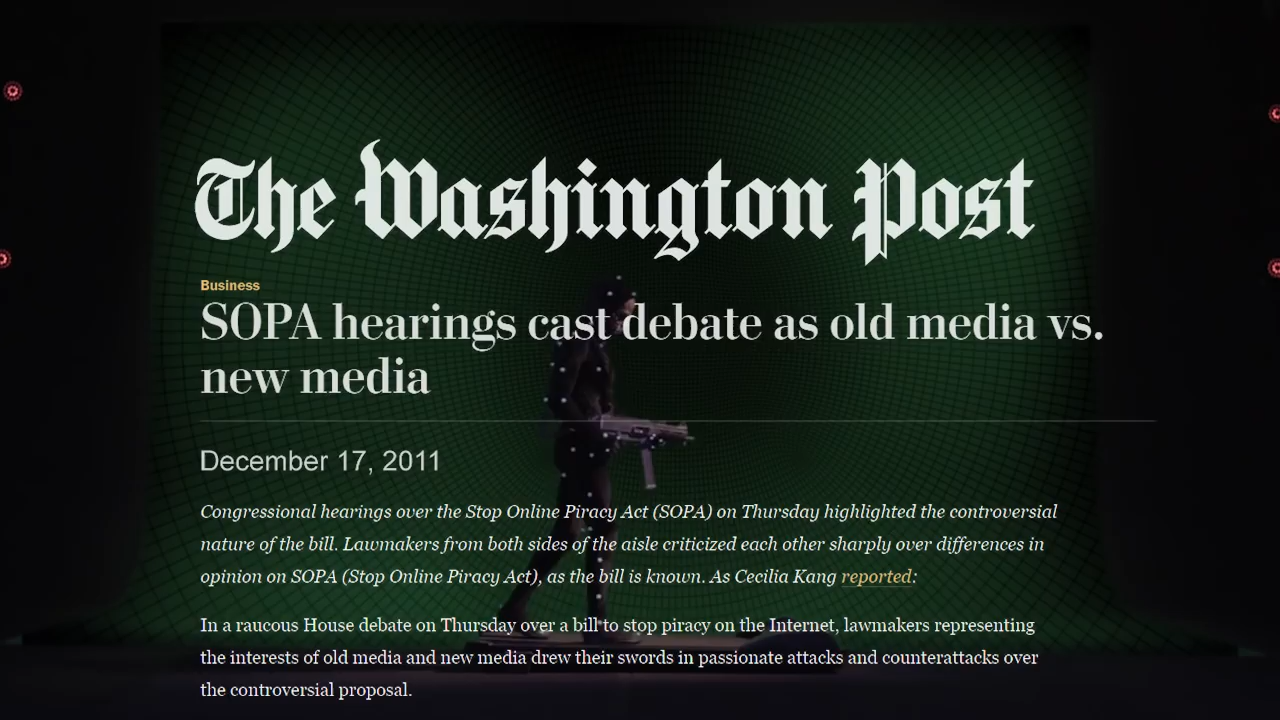 The Washington Post
Business
SOPA hearings cast debate as old media vs.
new media
December 17, 2011
Congressional hearings over the Stop Online Piracy Act (SOPA) on Thursday highlighted the controversial
nature of the bill. Lawmakers from both sides of the aisle criticized each other sharply over differences in
opinion on SOPA (Stop Online Piracy Act), as the bill is known. As Cecilia Kang reported:
In a raucous House debate on Thursday over a bill to stop piracy on the Internet, lawmakers representing
the interests of old media and new media drew their swords in passionate attacks and counterattacks over
the controversial proposal.